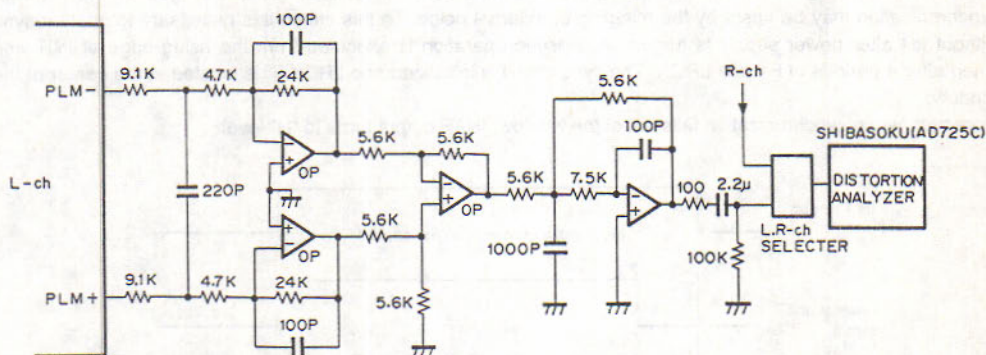 100P
9.1K 4.7K 24K
PLM−
5.6K
R-ch
100P
SHIBASOKU(AD725C)
5.6K 5.6K
OP
L-ch
220P
OP
5.6K 7.5K
100 2.2μ
DISTORTION
ANALYZER
L.R-ch
SELECTER
OP
5.6K
1000P
100K
PLM+
9.1K 4.7K 24K
5.6K
100P